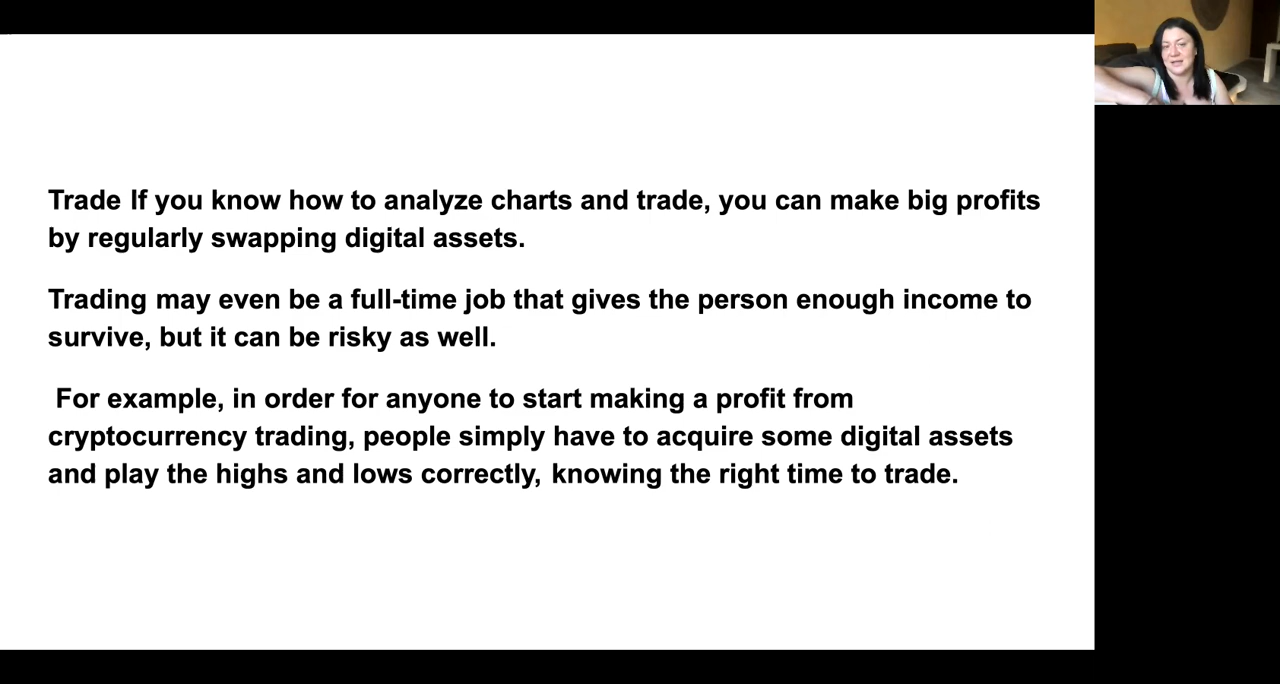 Trade If you know how to analyze charts and trade, you can make big profits
by regularly swapping digital assets.
Trading may even be a full-time job that gives the person enough income to
survive, but it can be risky as well.
For example, in order for anyone to start making a profit from
cryptocurrency trading, people simply have to acquire some digital assets
and play the highs and lows correctly, knowing the right time to trade.